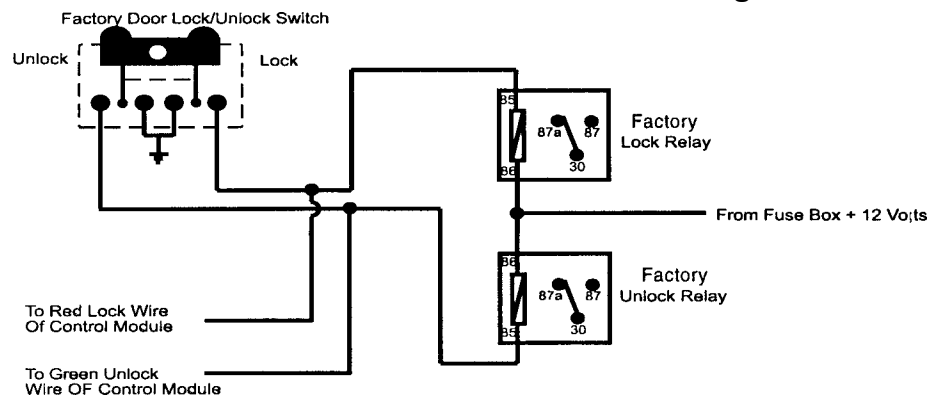 Factory Door Lock/Unlock Switch
Unlock
Lock
85
87a
87
Factory
Lock Relay
30
86
From Fuse Box + 12 Vo;ts
86
87a
87
Factory
Unlock Relay
30
85
To Red Lock Wire
Of Control Module
To Green Unlock
Wire OF Control Module